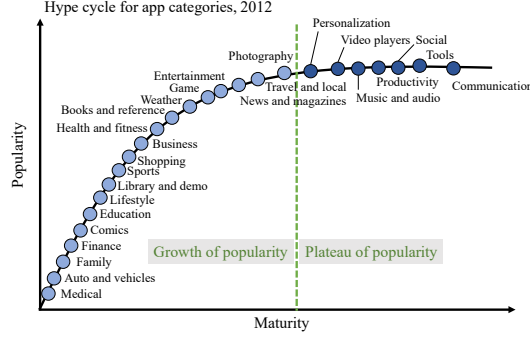 Hype cycle for app categories, 2012
Personalization
Video players
Social
Photography
Tools
Entertainment
Travel and local
Productivity
Communication
Game
News and magazines
Music and audio
Weather
Books and reference
Health and fitness
Business
Shopping
Sports
Library and demo
Lifestyle
Education
Comics
Finance
Family
Auto and vehicles
Medical
Growth of popularity
Plateau of popularity
Popularity
Maturity